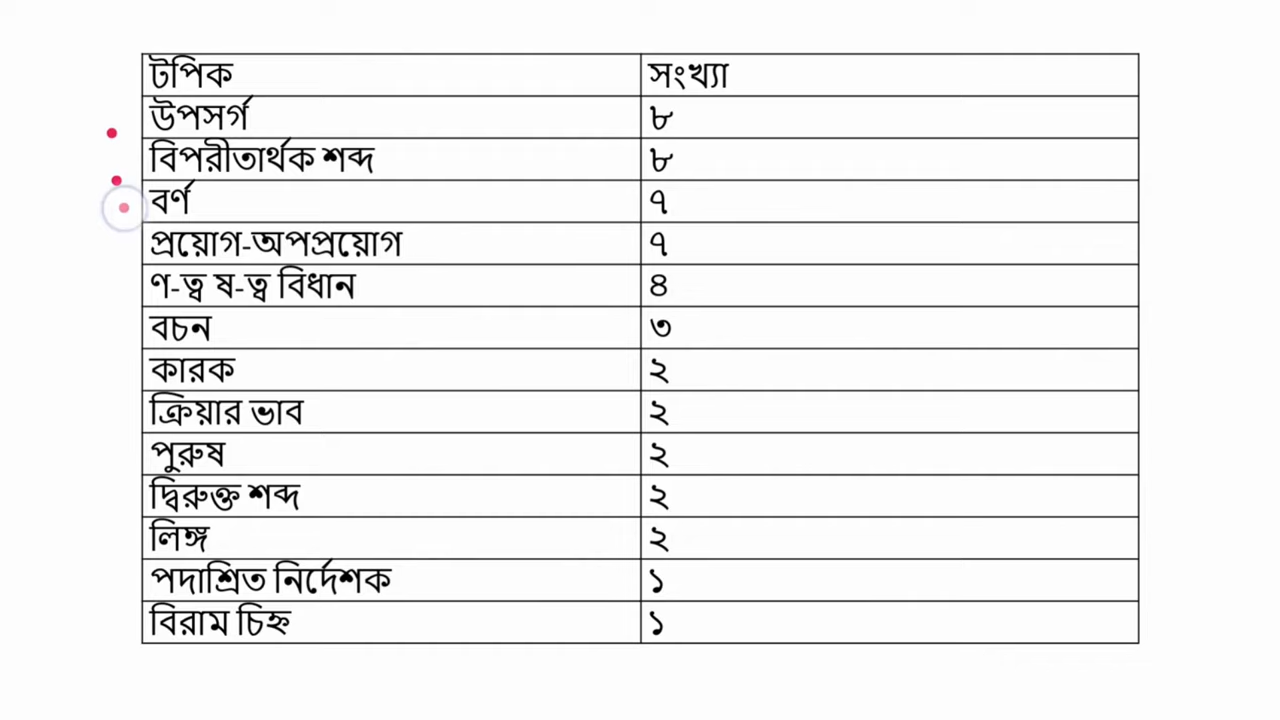 টপিক সংখ্যা
উপসর্গ ৮
বিপরীতার্থক শব্দ ৮
বর্ণ ৭
প্রয়োগ-অপপ্রয়োগ ৭
ণ-ত্ব ষ-ত্ব বিধান ৪
বচন ৩
কারক ২
ক্রিয়ার ভাব ২
পুরুষ ২
দ্বিরুক্ত শব্দ ২
লিঙ্গ ২
পদাশ্রিত নির্দেশক ১
বিরাম চিহ্ন ১